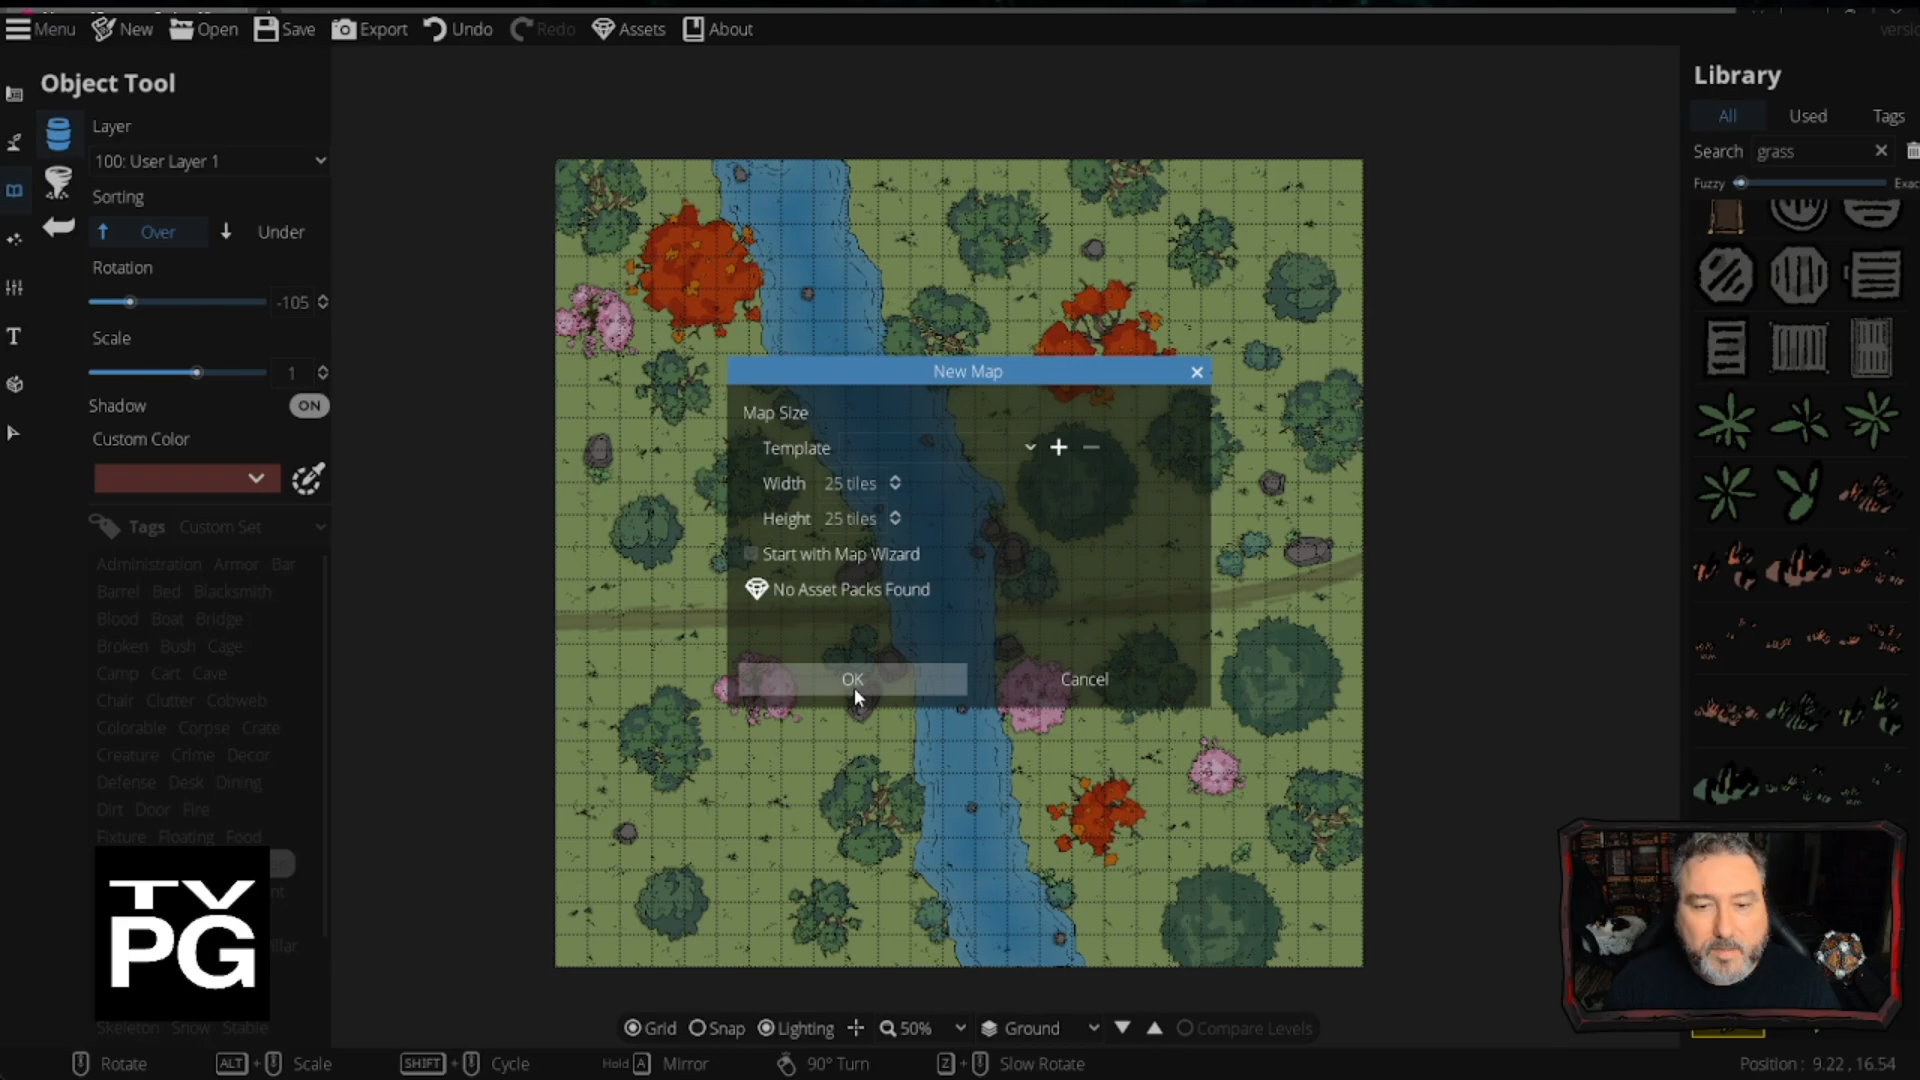 Menu New Open Save Export Undo Redo Assets About
Object Tool
Layer
100: User Layer 1
Sorting
Over Under
Rotation
-105
Scale
1
Shadow ON
Custom Color
Tags Custom Set
Administration Armor Bar
Barrel Bed Blacksmith
Blood Boat Bridge
Broken Bush Cage
Camp Cart Cave
Chair Clutter Cobweb
Colorable Corpse Crate
Creature Crime Decor
Defense Desk Dining
Dirt Door Fire
Fixture Floating Food
TV
PG
Skeleton Snow Stable
New Map
Map Size
Template
Width 25 tiles
Height 25 tiles
Start with Map Wizard
No Asset Packs Found
OK Cancel
Library
All Used Tags
Search grass
Fuzzy Exac
Grid Snap Lighting 50% Ground Compare Levels
Rotate ALT + Scale SHIFT + Cycle Hold A Mirror 90° Turn Z + Slow Rotate
Position : 9.22 , 16.54